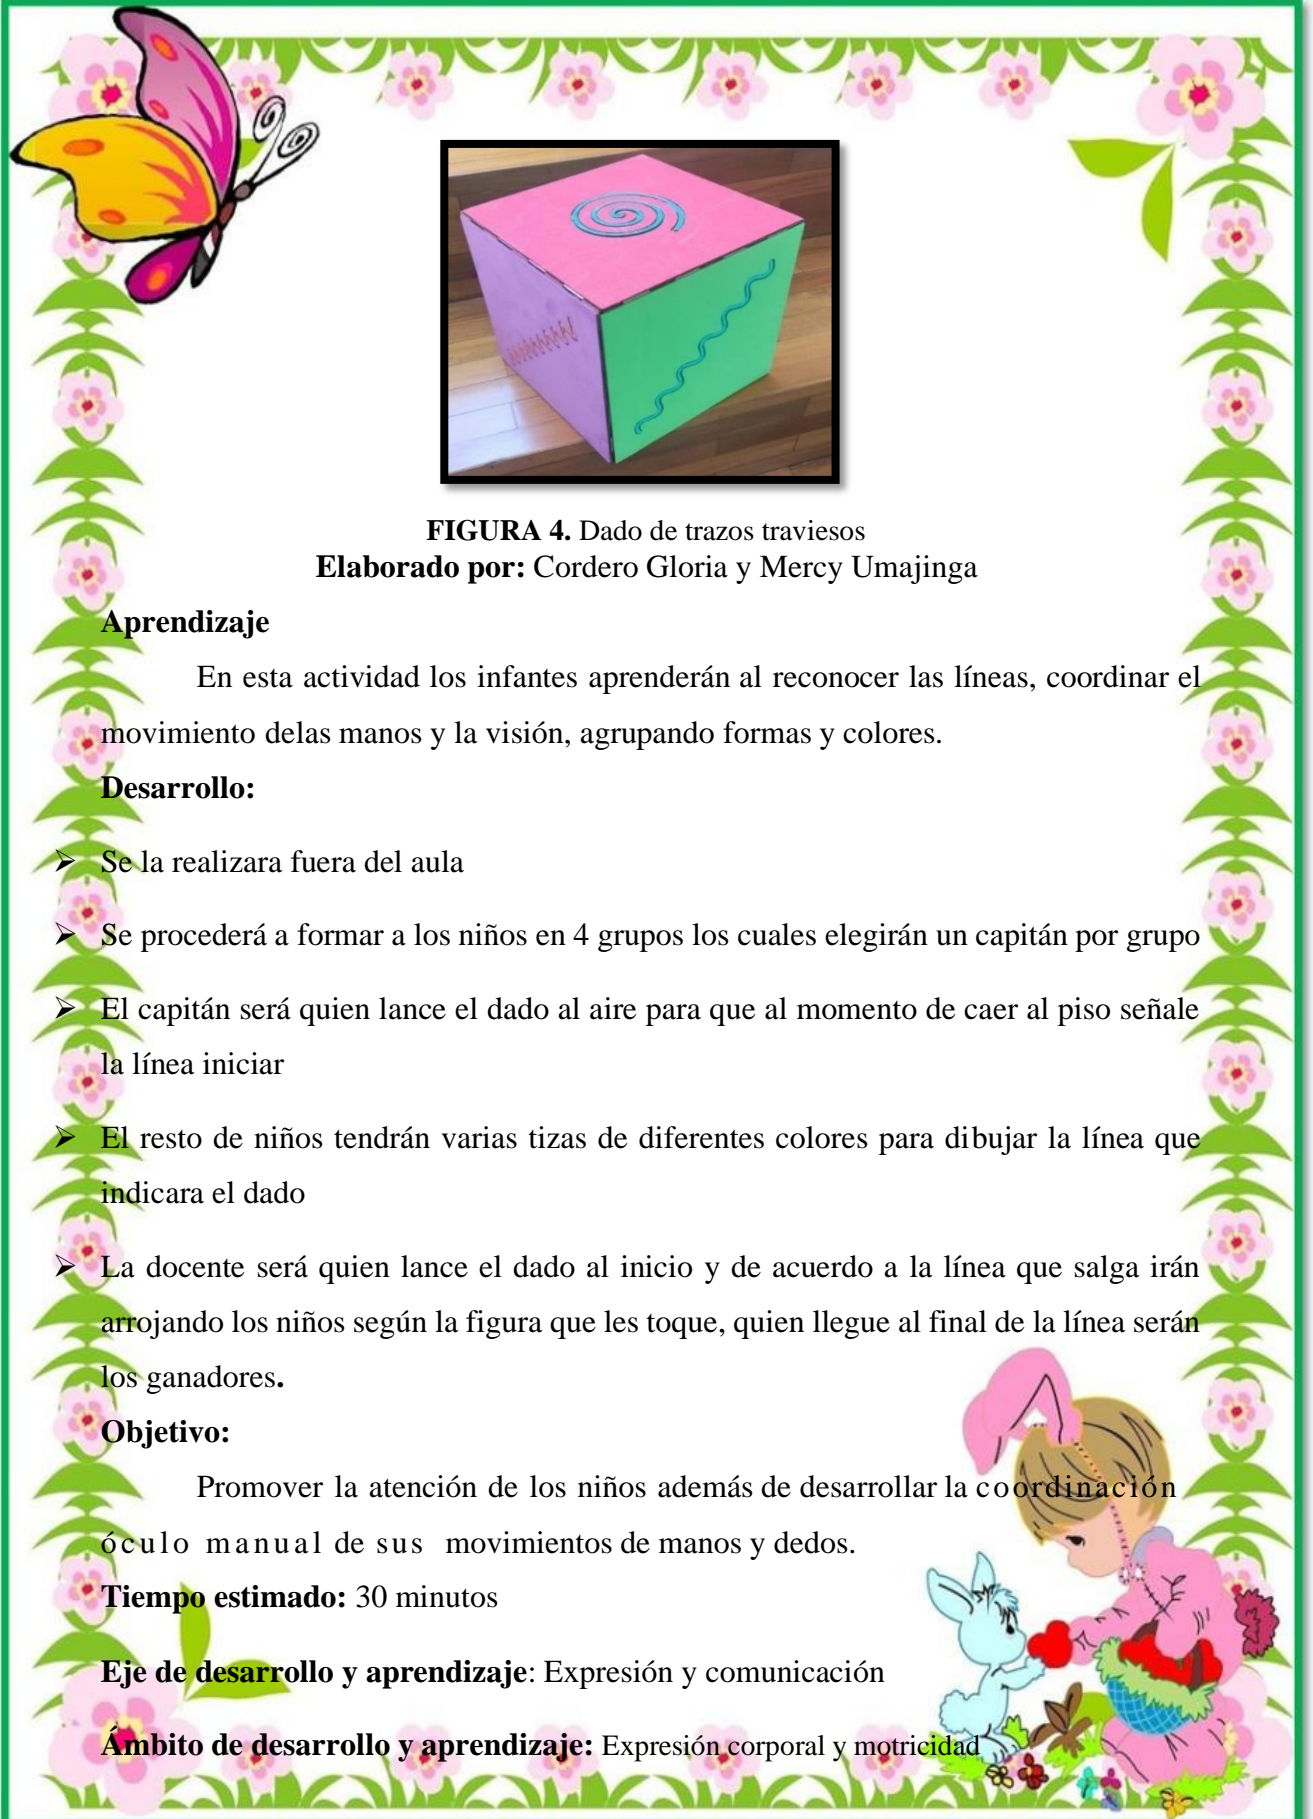 FIGURA 4. Dado de trazos traviesos
Elaborado por: Cordero Gloria y Mercy Umajinga
Aprendizaje
En esta actividad los infantes aprenderán al reconocer las líneas, coordinar el
movimiento delas manos y la visión, agrupando formas y colores.
Desarrollo:
➢ Se la realizara fuera del aula
➢ Se procederá a formar a los niños en 4 grupos los cuales elegirán un capitán por grupo
➢ El capitán será quien lance el dado al aire para que al momento de caer al piso señale
la línea iniciar
➢ El resto de niños tendrán varias tizas de diferentes colores para dibujar la línea que
indicara el dado
➢ La docente será quien lance el dado al inicio y de acuerdo a la línea que salga irán
arrojando los niños según la figura que les toque, quien llegue al final de la línea serán
los ganadores.
Objetivo:
Promover la atención de los niños además de desarrollar la coordinación
óculo manual de sus movimientos de manos y dedos.
Tiempo estimado: 30 minutos
Eje de desarrollo y aprendizaje: Expresión y comunicación
Ámbito de desarrollo y aprendizaje: Expresión corporal y motricidad